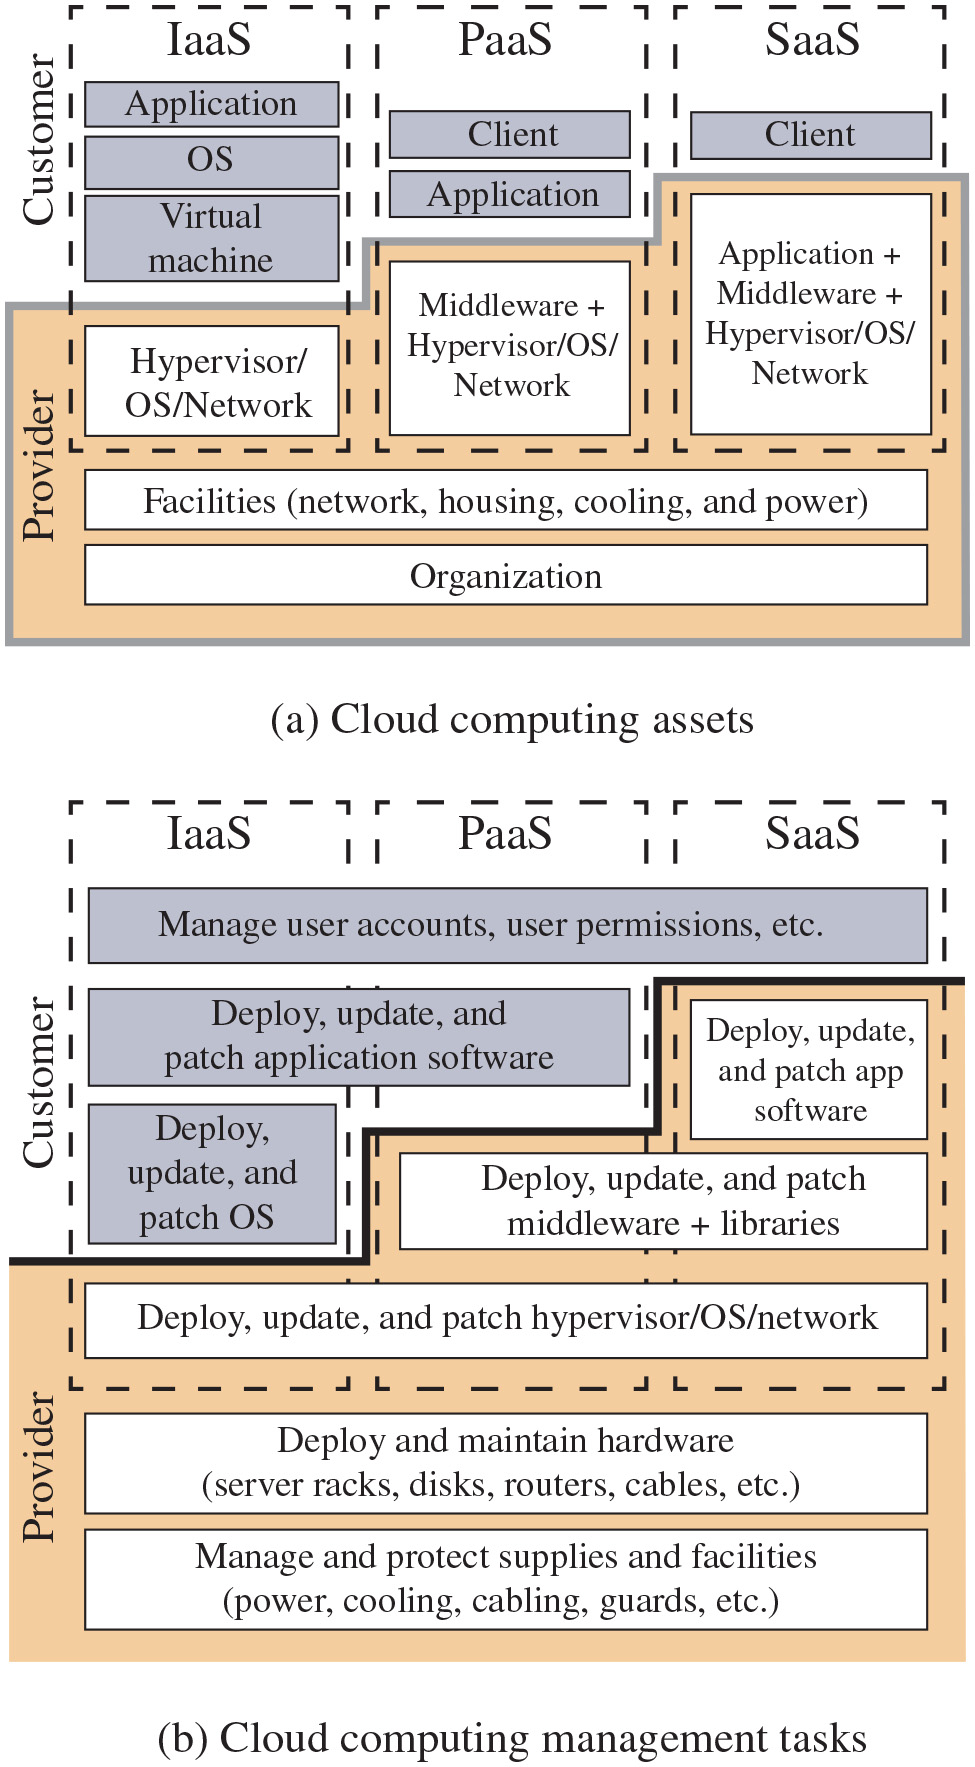 IaaS
PaaS
SaaS
Customer
Application
OS
Virtual
machine
Client
Application
Client
Provider
Hypervisor/
OS/Network
Middleware +
Hypervisor/OS/
Network
Application +
Middleware +
Hypervisor/OS/
Network
Facilities (network, housing, cooling, and power)
Organization
(a) Cloud computing assets
IaaS
PaaS
SaaS
Customer
Manage user accounts, user permissions, etc.
Deploy, update, and
patch application software
Deploy, update,
and patch app
software
Deploy,
update, and
patch OS
Deploy, update, and patch
middleware + libraries
Provider
Deploy, update, and patch hypervisor/OS/network
Deploy and maintain hardware
(server racks, disks, routers, cables, etc.)
Manage and protect supplies and facilities
(power, cooling, cabling, guards, etc.)
(b) Cloud computing management tasks